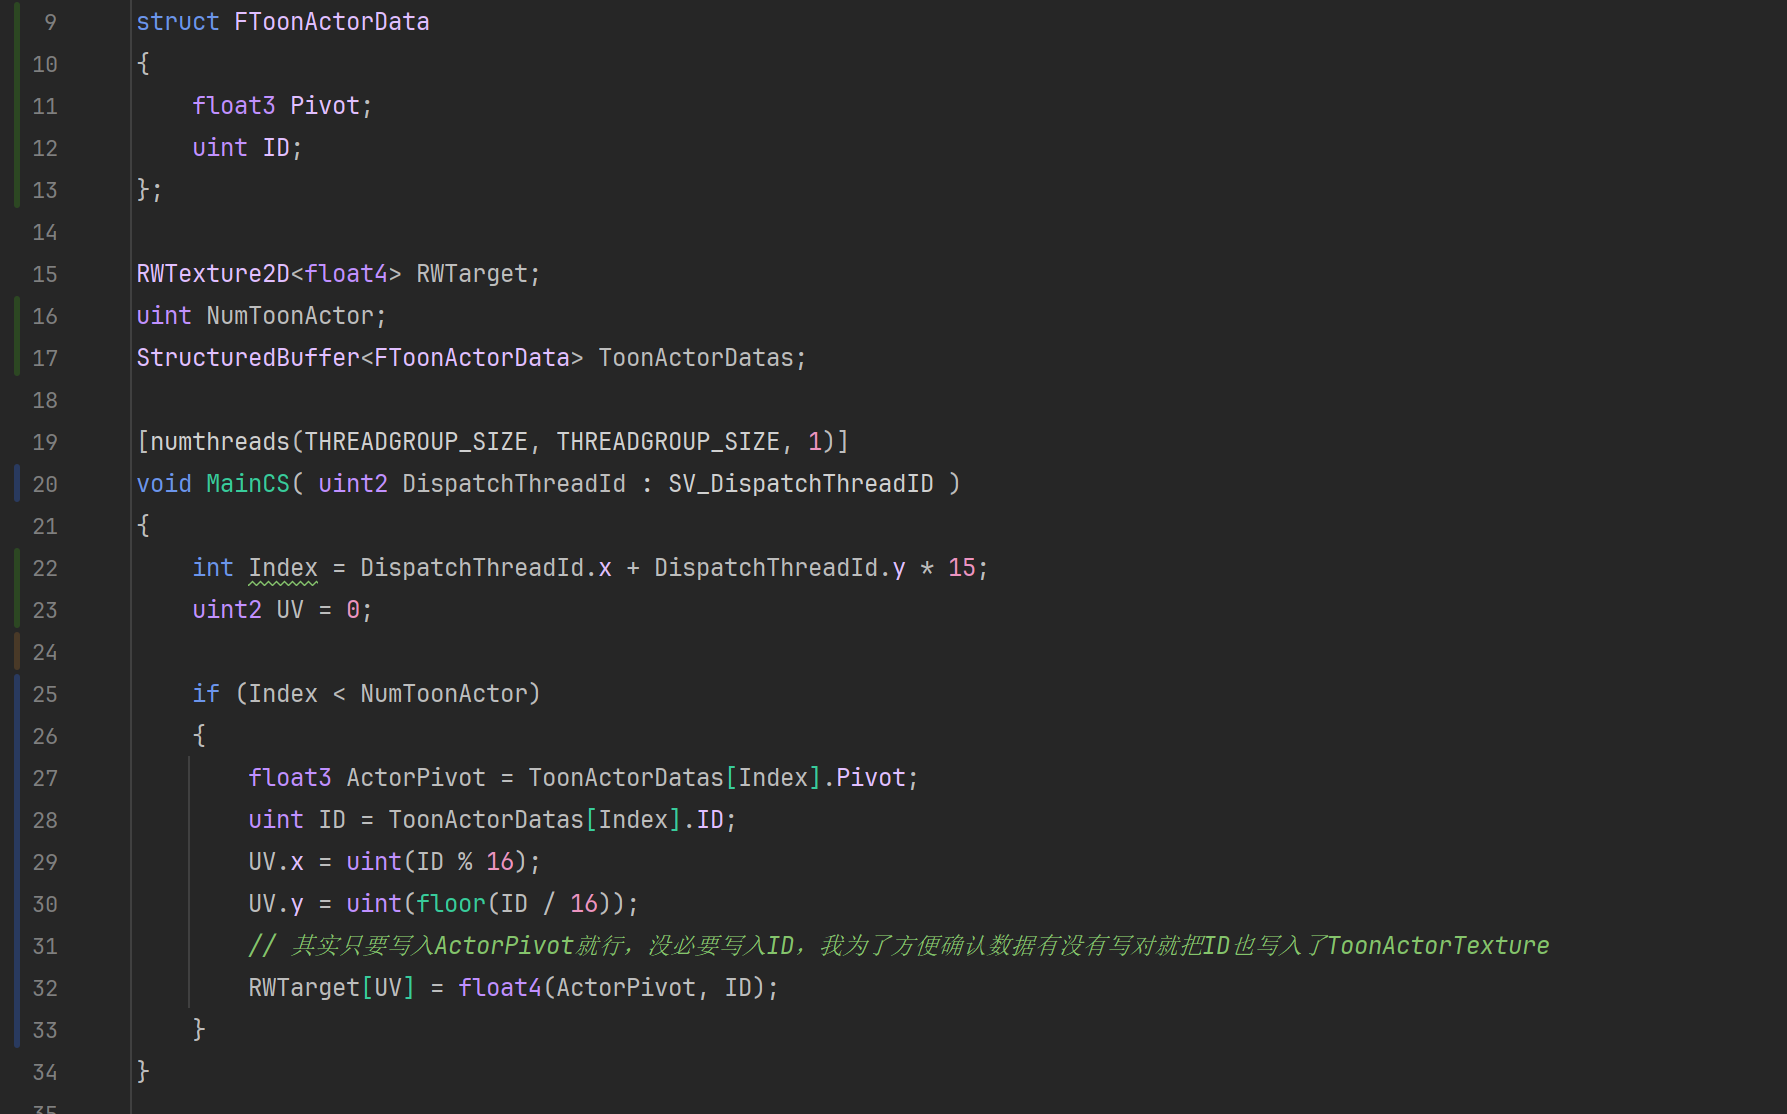 9 struct FToonActorData
10 {
11 float3 Pivot;
12 uint ID;
13 };
14
15 RWTexture2D<float4> RWTarget;
16 uint NumToonActor;
17 StructuredBuffer<FToonActorData> ToonActorDatas;
18
19 [numthreads(THREADGROUP_SIZE, THREADGROUP_SIZE, 1)]
20 void MainCS( uint2 DispatchThreadId : SV_DispatchThreadID )
21 {
22 int Index = DispatchThreadId.x + DispatchThreadId.y * 15;
23 uint2 UV = 0;
24
25 if (Index < NumToonActor)
26 {
27 float3 ActorPivot = ToonActorDatas[Index].Pivot;
28 uint ID = ToonActorDatas[Index].ID;
29 UV.x = uint(ID % 16);
30 UV.y = uint(floor(ID / 16));
31 // 其实只要写入ActorPivot就行，没必要写入ID，我为了方便确认数据有没有写对就把ID也写入了ToonActorTexture
32 RWTarget[UV] = float4(ActorPivot, ID);
33 }
34 }
35